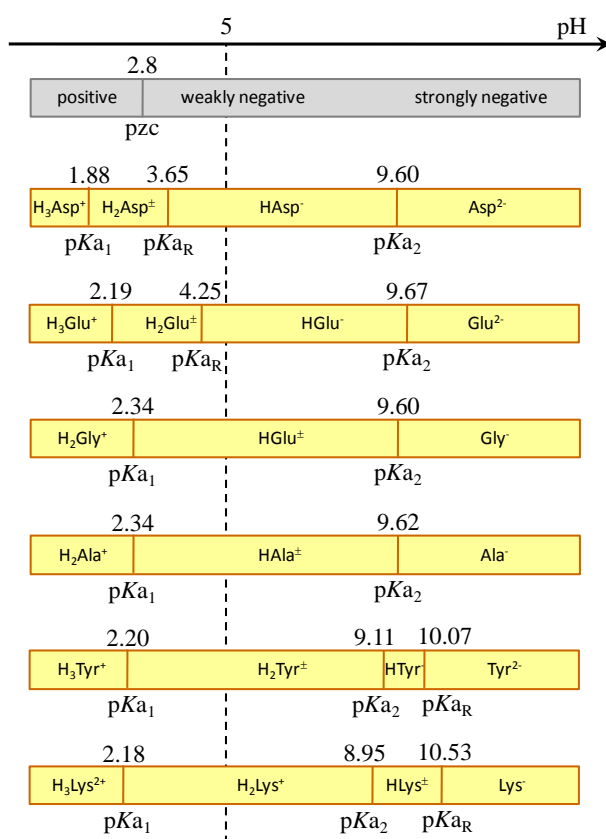 5 pH
2.8
positive weakly negative strongly negative
pzc
1.88 3.65 9.60
H₃Asp⁺ H₂Asp± HAsp⁻ Asp²⁻
pKa₁ pKa_R pKa₂
2.19 4.25 9.67
H₃Glu⁺ H₂Glu± HGlu⁻ Glu²⁻
pKa₁ pKa_R pKa₂
2.34 9.60
H₂Gly⁺ HGlu± Gly⁻
pKa₁ pKa₂
2.34 9.62
H₂Ala⁺ HAla± Ala⁻
pKa₁ pKa₂
2.20 9.11 10.07
H₃Tyr⁺ H₂Tyr± HTyr⁻ Tyr²⁻
pKa₁ pKa₂ pKa_R
2.18 8.95 10.53
H₃Lys²⁺ H₂Lys⁺ HLys± Lys⁻
pKa₁ pKa₂ pKa_R